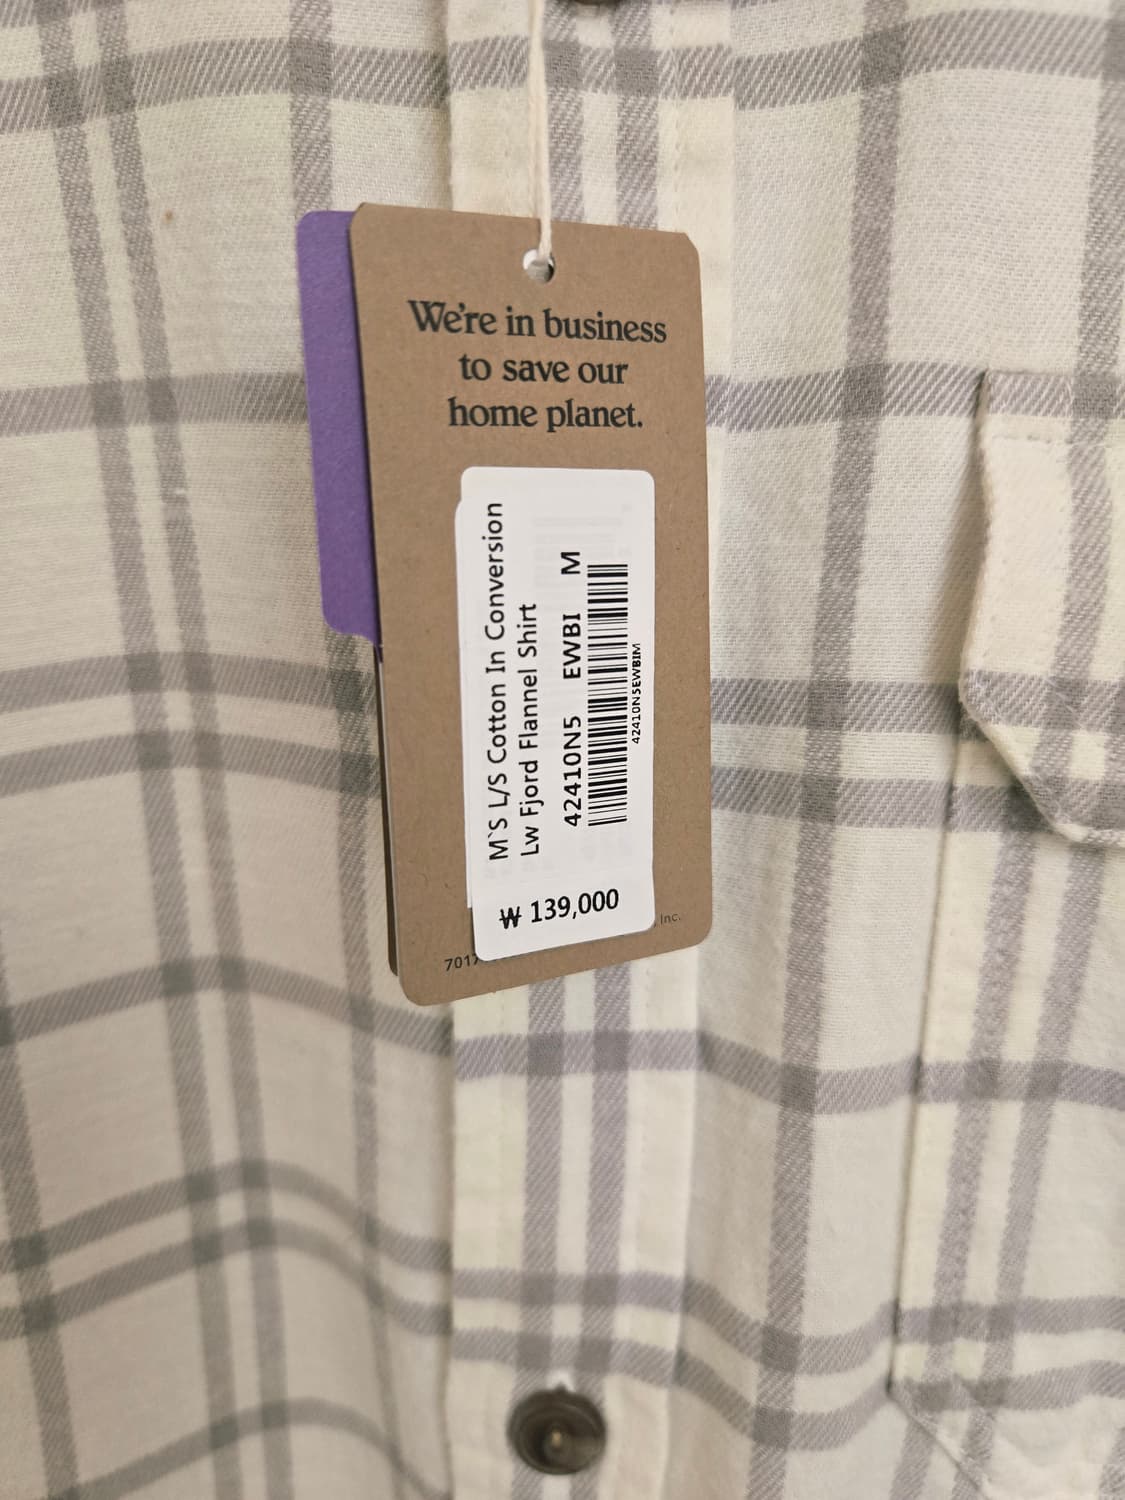 We're in business
to save our
home planet.
M`S L/S Cotton In Conversion
Lw Fjord Flannel Shirt
42410N5 EWBI M
42410N5EWBIM
₩ 139,000
Inc.